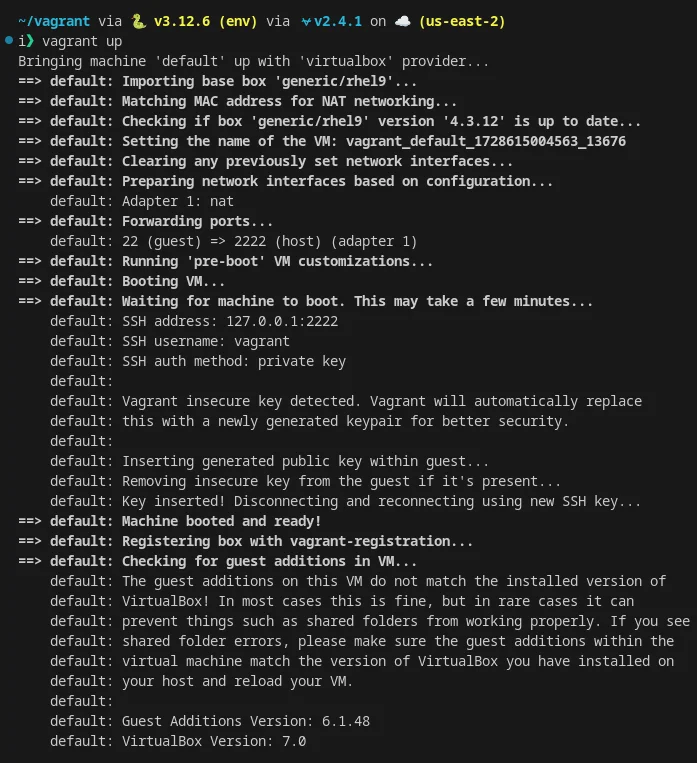 ~/vagrant via 🐍 v3.12.6 (env) via v2.4.1 on ☁️ (us-east-2)
i❯ vagrant up
Bringing machine 'default' up with 'virtualbox' provider...
==> default: Importing base box 'generic/rhel9'...
==> default: Matching MAC address for NAT networking...
==> default: Checking if box 'generic/rhel9' version '4.3.12' is up to date...
==> default: Setting the name of the VM: vagrant_default_1728615004563_13676
==> default: Clearing any previously set network interfaces...
==> default: Preparing network interfaces based on configuration...
    default: Adapter 1: nat
==> default: Forwarding ports...
    default: 22 (guest) => 2222 (host) (adapter 1)
==> default: Running 'pre-boot' VM customizations...
==> default: Booting VM...
==> default: Waiting for machine to boot. This may take a few minutes...
    default: SSH address: 127.0.0.1:2222
    default: SSH username: vagrant
    default: SSH auth method: private key
    default:
    default: Vagrant insecure key detected. Vagrant will automatically replace
    default: this with a newly generated keypair for better security.
    default:
    default: Inserting generated public key within guest...
    default: Removing insecure key from the guest if it's present...
    default: Key inserted! Disconnecting and reconnecting using new SSH key...
==> default: Machine booted and ready!
==> default: Registering box with vagrant-registration...
==> default: Checking for guest additions in VM...
    default: The guest additions on this VM do not match the installed version of
    default: VirtualBox! In most cases this is fine, but in rare cases it can
    default: prevent things such as shared folders from working properly. If you see
    default: shared folder errors, please make sure the guest additions within the
    default: virtual machine match the version of VirtualBox you have installed on
    default: your host and reload your VM.
    default:
    default: Guest Additions Version: 6.1.48
    default: VirtualBox Version: 7.0